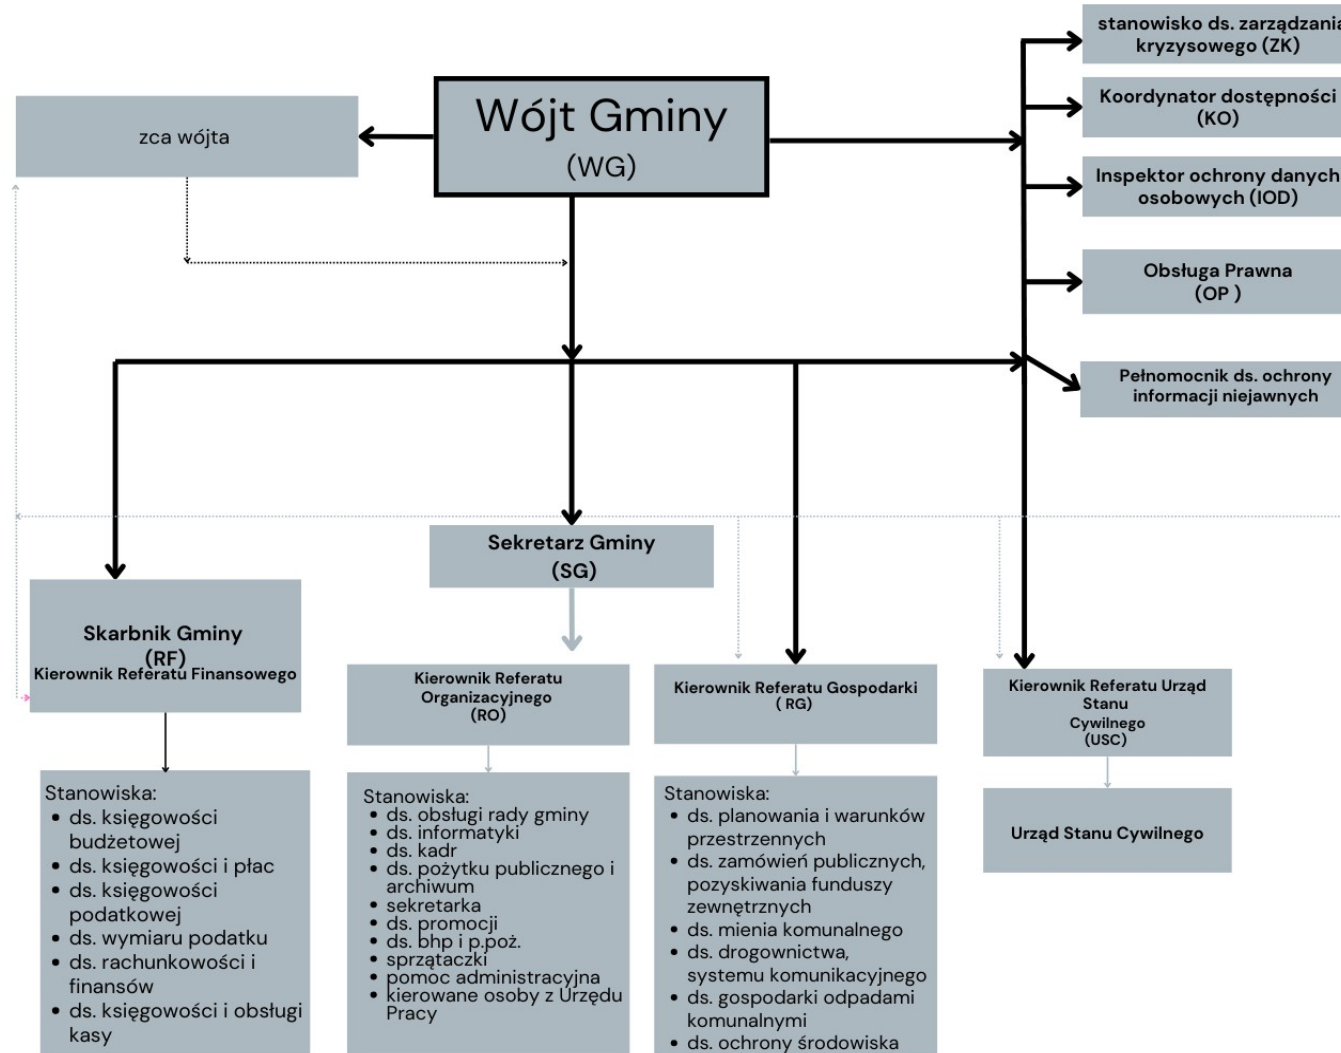 stanowisko ds. zarządzania
kryzysowego (ZK)
Wójt Gminy
(WG)
zca wójta
Koordynator dostępności
(KO)
Inspektor ochrony danych
osobowych (IOD)
Obsługa Prawna
(OP )
Pełnomocnik ds. ochrony
informacji niejawnych
Sekretarz Gminy
(SG)
Skarbnik Gminy
(RF)
Kierownik Referatu Finansowego
Kierownik Referatu
Organizacyjnego
(RO)
Kierownik Referatu Gospodarki
( RG)
Kierownik Referatu Urząd
Stanu
Cywilnego
(USC)
Stanowiska:
• ds. księgowości
budżetowej
• ds. księgowości i płac
• ds. księgowości
podatkowej
• ds. wymiaru podatku
• ds. rachunkowości i
finansów
• ds. księgowości i obsługi
kasy
Stanowiska:
• ds. obsługi rady gminy
• ds. informatyki
• ds. kadr
• ds. pożytku publicznego i
archiwum
• sekretarka
• ds. promocji
• ds. bhp i p.poż.
• sprzątaczki
• pomoc administracyjna
• kierowane osoby z Urzędu
Pracy
Stanowiska:
• ds. planowania i warunków
przestrzennych
• ds. zamówień publicznych,
pozyskiwania funduszy
zewnętrznych
• ds. mienia komunalnego
• ds. drogownictwa,
systemu komunikacyjnego
• ds. gospodarki odpadami
komunalnymi
• ds. ochrony środowiska
Urząd Stanu Cywilnego